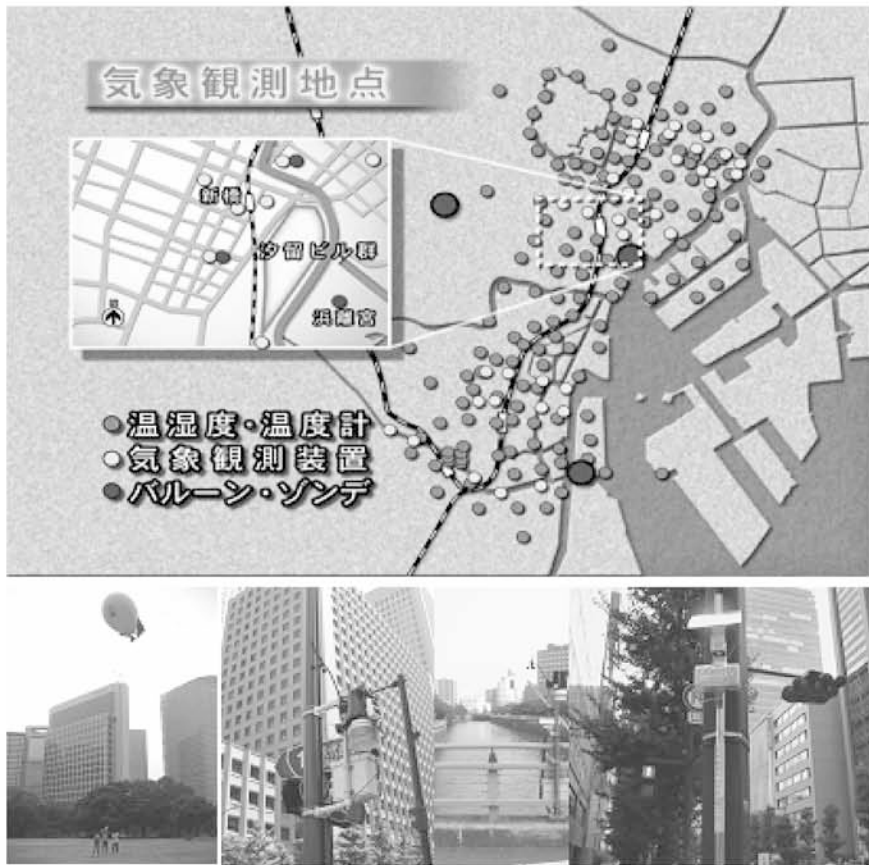 気象観測地点
新橋
汐留ビル群
浜離宮
温湿度・温度計
気象観測装置
バルーン・ゾンデ